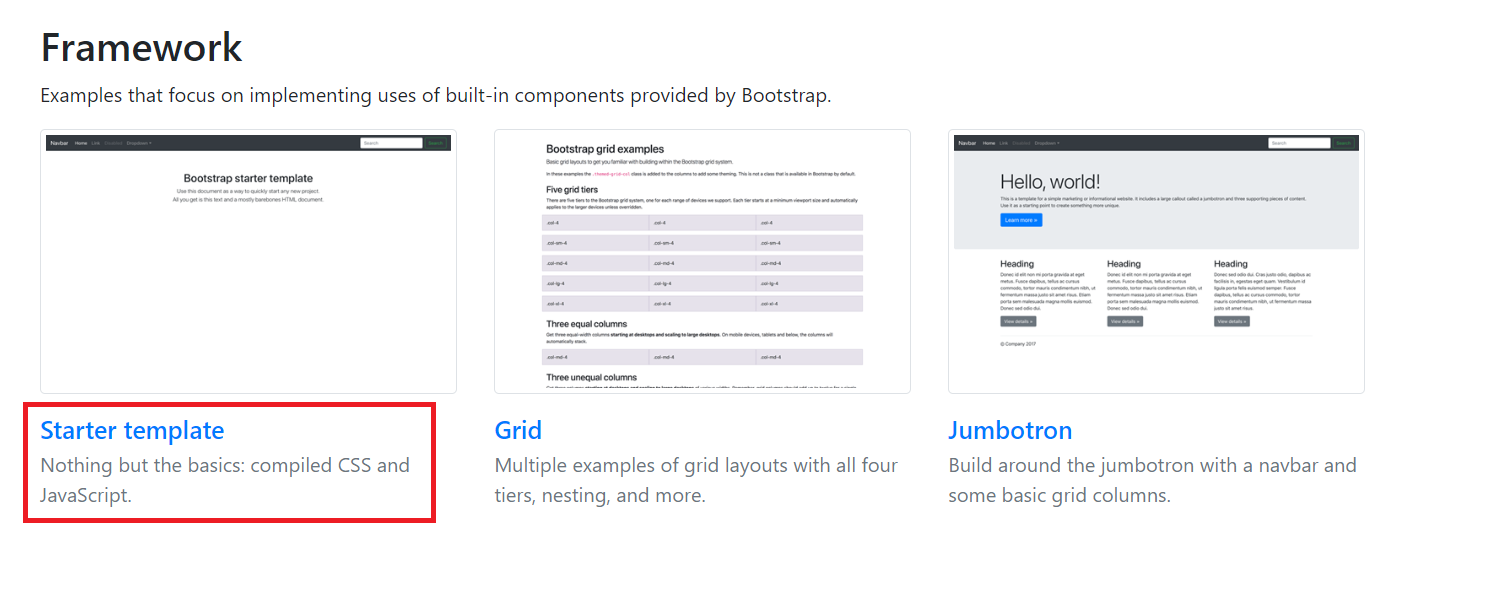 Framework
Examples that focus on implementing uses of built-in components provided by Bootstrap.
Navbar Home Link Disabled Dropdown Search Search
Bootstrap starter template
Use this document as a way to quickly start any new project.
All you get is this text and a mostly barebones HTML document.
Bootstrap grid examples
Basic grid layouts to get you familiar with building within the Bootstrap grid system.
In these examples the .themed-grid-col class is added to the columns to add some theming. This is not a class that is available in Bootstrap by default.
Five grid tiers
There are five tiers to the Bootstrap grid system, one for each range of devices we support. Each tier starts at a minimum viewport size and automatically
applies to the larger devices unless overridden.
.col-4 .col-4 .col-4
.col-sm-4 .col-sm-4 .col-sm-4
.col-md-4 .col-md-4 .col-md-4
.col-lg-4 .col-lg-4 .col-lg-4
.col-xl-4 .col-xl-4 .col-xl-4
Three equal columns
Get three equal-width columns starting at desktops and scaling to large desktops. On mobile devices, tablets and below, the columns will
automatically stack.
.col-md-4 .col-md-4 .col-md-4
Three unequal columns
Navbar Home Link Disabled Dropdown Search Search
Hello, world!
This is a template for a simple marketing or informational website. It includes a large callout called a jumbotron and three supporting pieces of content.
Use it as a starting point to create something more unique.
Learn more »
Heading Heading Heading
Donec id elit non mi porta gravida at eget Donec id elit non mi porta gravida at eget Donec sed odio dui. Cras justo odio, dapibus ac
metus. Fusce dapibus, tellus ac cursus metus. Fusce dapibus, tellus ac cursus facilisis in, egestas eget quam. Vestibulum id
commodo, tortor mauris condimentum nibh, ut commodo, tortor mauris condimentum nibh, ut ligula porta felis euismod semper. Fusce
fermentum massa justo sit amet risus. Etiam fermentum massa justo sit amet risus. Etiam dapibus, tellus ac cursus commodo, tortor
porta sem malesuada magna mollis euismod. porta sem malesuada magna mollis euismod. mauris condimentum nibh, ut fermentum massa
Donec sed odio dui. Donec sed odio dui. justo sit amet risus.
View details » View details » View details »
© Company 2017
Starter template
Nothing but the basics: compiled CSS and
JavaScript.
Grid
Multiple examples of grid layouts with all four
tiers, nesting, and more.
Jumbotron
Build around the jumbotron with a navbar and
some basic grid columns.